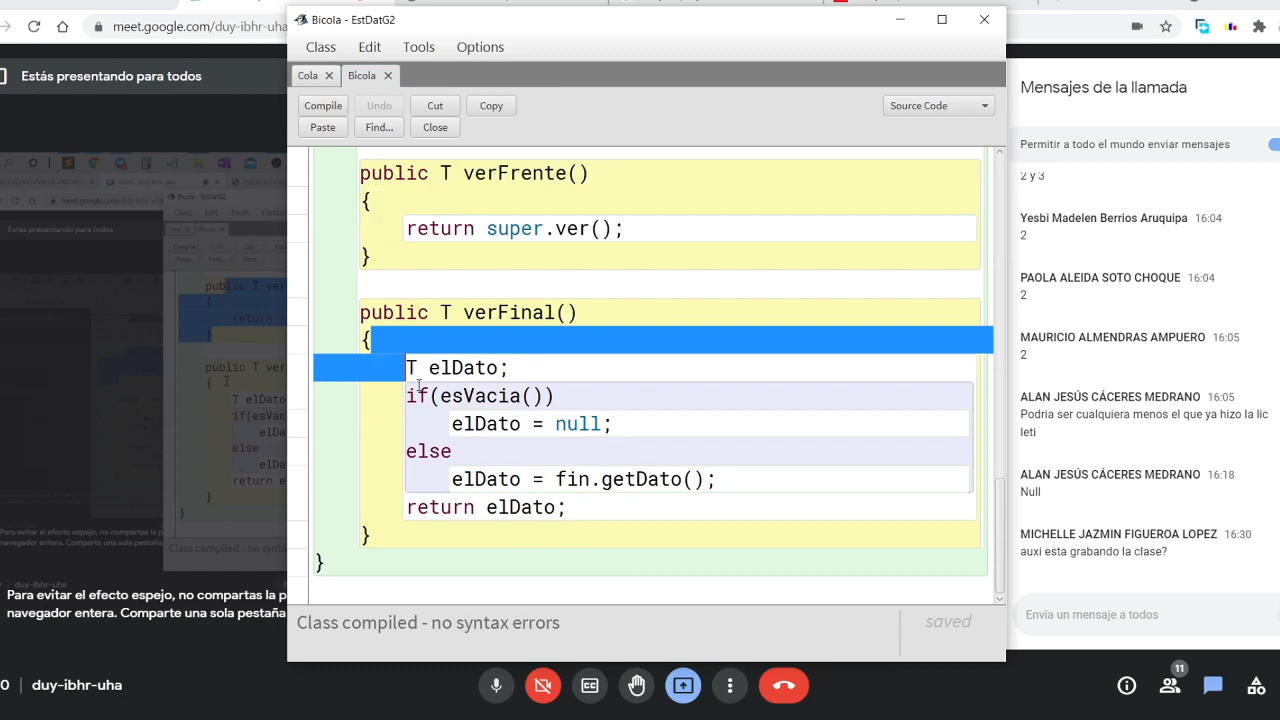 meet.google.com/duy-ibhr-uha
Estás presentando para todos
Bicola - EstDatG2
Class Edit Tools Options
Cola Bicola
Compile Undo Cut Copy
Paste Find... Close
Source Code
public T verFrente()
{
return super.ver();
}
public T verFinal()
{
T elDato;
if(esVacia())
elDato = null;
else
elDato = fin.getDato();
return elDato;
}
}
Class compiled - no syntax errors
saved
Para evitar el efecto espejo, no compartas la p
navegador entera. Comparte una sola pestaña
0 duy-ibhr-uha
Mensajes de la llamada
Permitir a todo el mundo enviar mensajes
2 y 3
Yesbi Madelen Berrios Aruquipa 16:04
2
PAOLA ALEIDA SOTO CHOQUE 16:04
2
MAURICIO ALMENDRAS AMPUERO 16:05
2
ALAN JESÚS CÁCERES MEDRANO 16:05
Podria ser cualquiera menos el que ya hizo la lic
leti
ALAN JESÚS CÁCERES MEDRANO 16:18
Null
MICHELLE JAZMIN FIGUEROA LOPEZ 16:30
auxi esta grabando la clase?
Envía un mensaje a todos
11